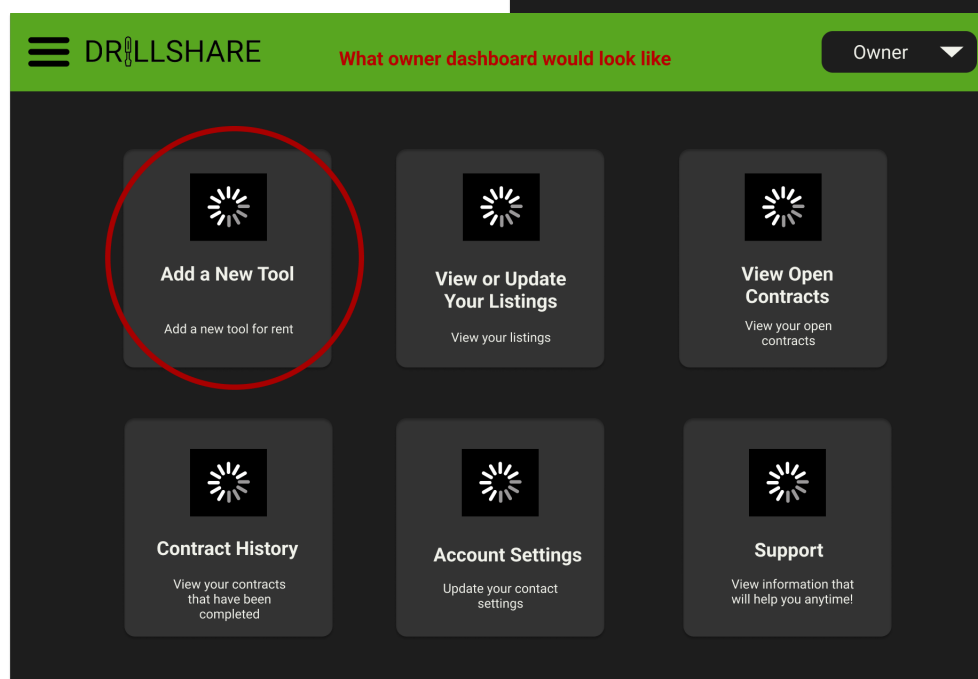 DRILLSHARE
What owner dashboard would look like
Owner
Add a New Tool
Add a new tool for rent
View or Update
Your Listings
View your listings
View Open
Contracts
View your open
contracts
Contract History
View your contracts
that have been
completed
Account Settings
Update your contact
settings
Support
View information that
will help you anytime!